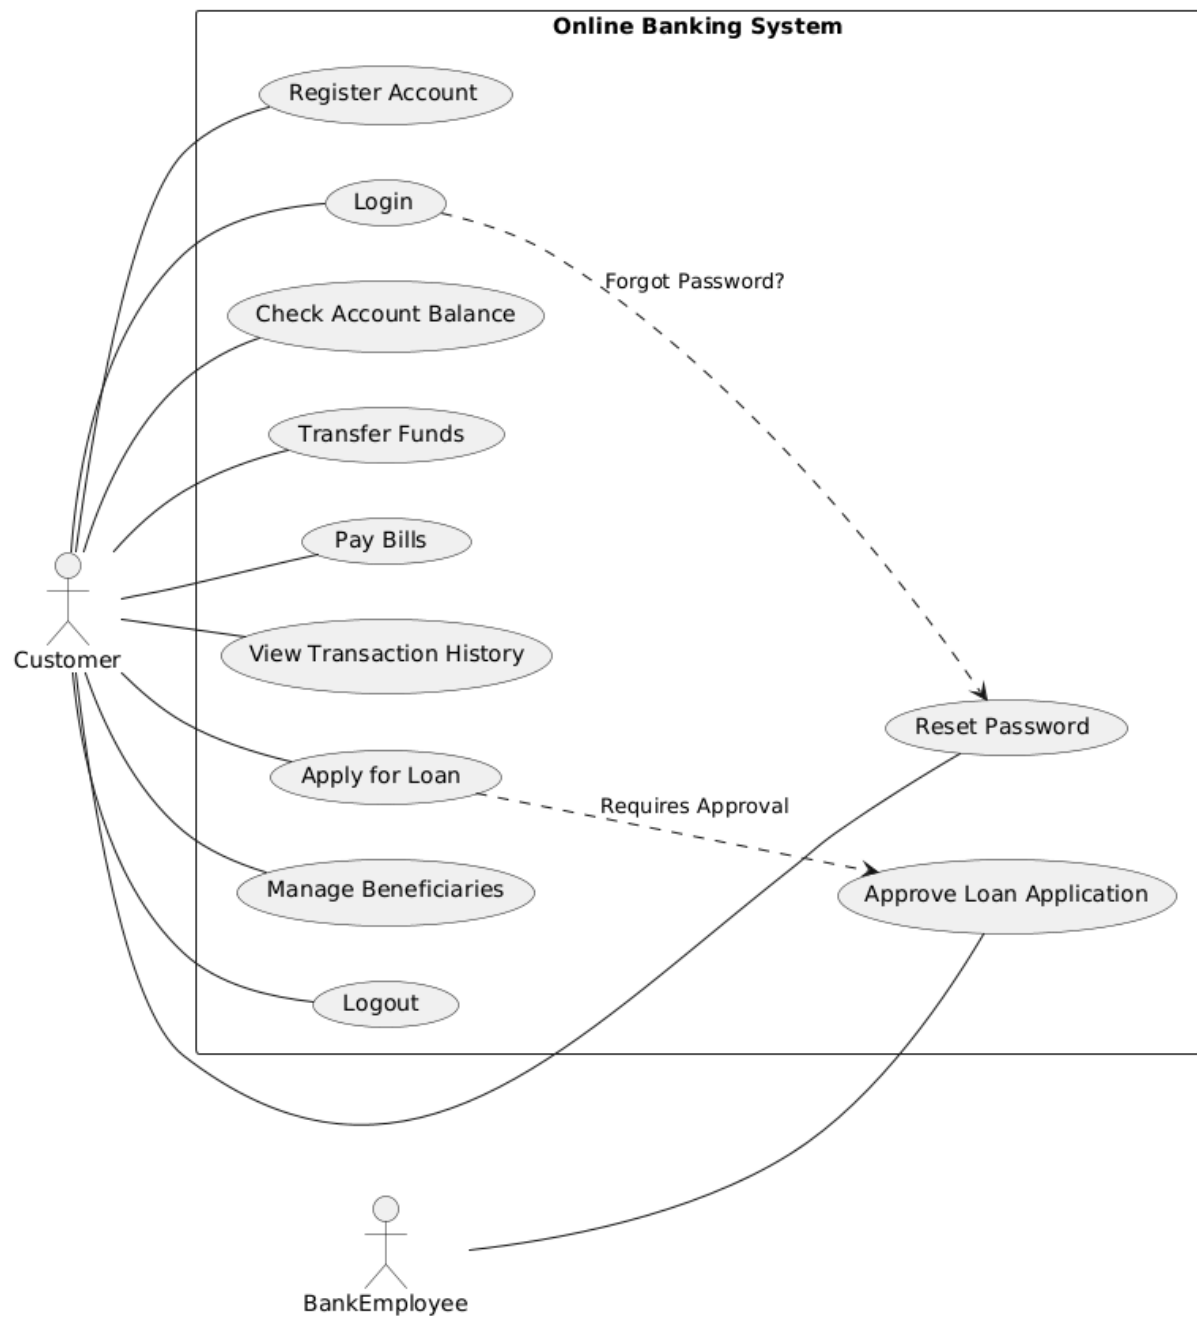 Online Banking System
Register Account
Login
Forgot Password?
Check Account Balance
Transfer Funds
Pay Bills
View Transaction History
Customer
Reset Password
Apply for Loan
Requires Approval
Manage Beneficiaries
Approve Loan Application
Logout
BankEmployee